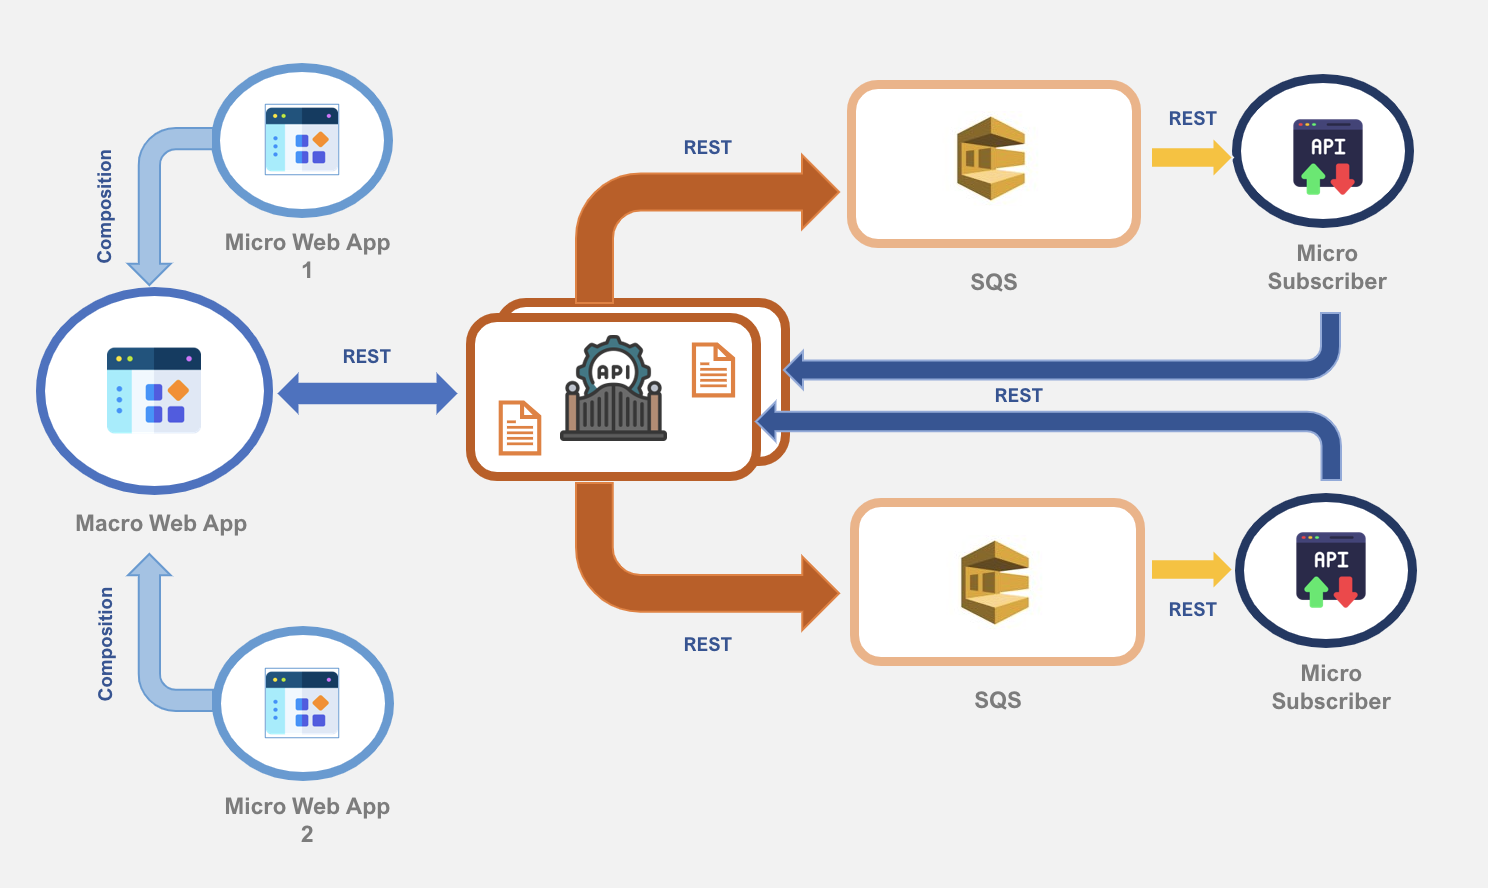 Composition
Micro Web App
1
REST
SQS
REST
API
Micro
Subscriber
Macro Web App
REST
API
REST
Composition
Micro Web App
2
REST
SQS
REST
API
Micro
Subscriber